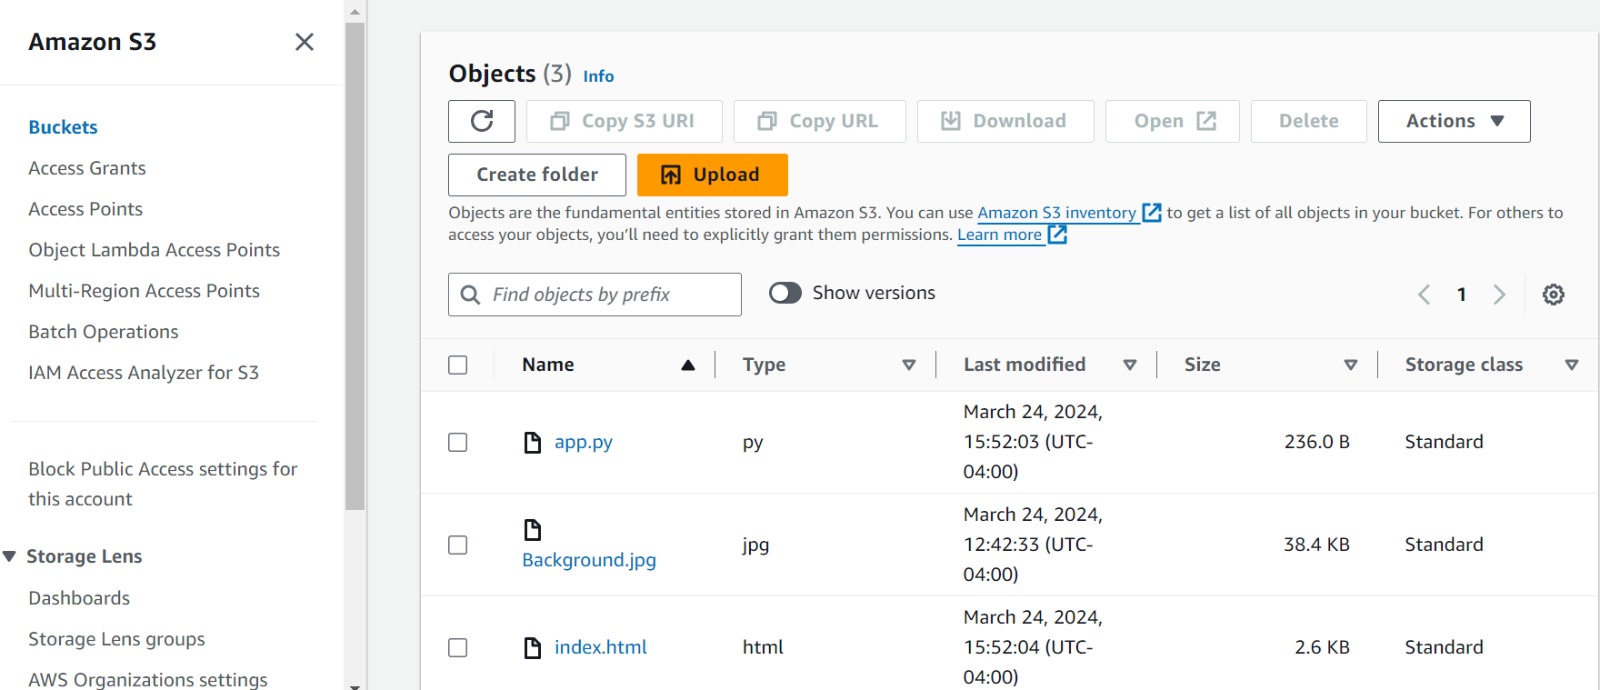 Amazon S3
Buckets
Access Grants
Access Points
Object Lambda Access Points
Multi-Region Access Points
Batch Operations
IAM Access Analyzer for S3
Block Public Access settings for
this account
Storage Lens
Dashboards
Storage Lens groups
AWS Organizations settings
Objects (3) Info
Copy S3 URI Copy URL Download Open Delete Actions
Create folder Upload
Objects are the fundamental entities stored in Amazon S3. You can use Amazon S3 inventory to get a list of all objects in your bucket. For others to
access your objects, you'll need to explicitly grant them permissions. Learn more
Find objects by prefix Show versions 1
Name Type Last modified Size Storage class
March 24, 2024,
app.py py 15:52:03 (UTC- 236.0 B Standard
04:00)
March 24, 2024,
jpg 12:42:33 (UTC- 38.4 KB Standard
Background.jpg
04:00)
March 24, 2024,
index.html html 15:52:04 (UTC- 2.6 KB Standard
04:00)